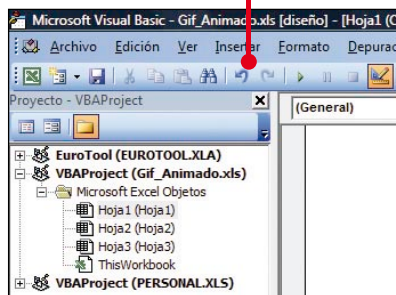 Microsoft Visual Basic - Gif_Animado.xls [diseño] - [Hoja1 (C
Archivo Edición Ver Insertar Formato Depurac
Proyecto - VBAProject
(General)
EuroTool (EUROTOOL.XLA)
VBAProject (Gif_Animado.xls)
Microsoft Excel Objetos
Hoja1 (Hoja1)
Hoja2 (Hoja2)
Hoja3 (Hoja3)
ThisWorkbook
VBAProject (PERSONAL.XLS)